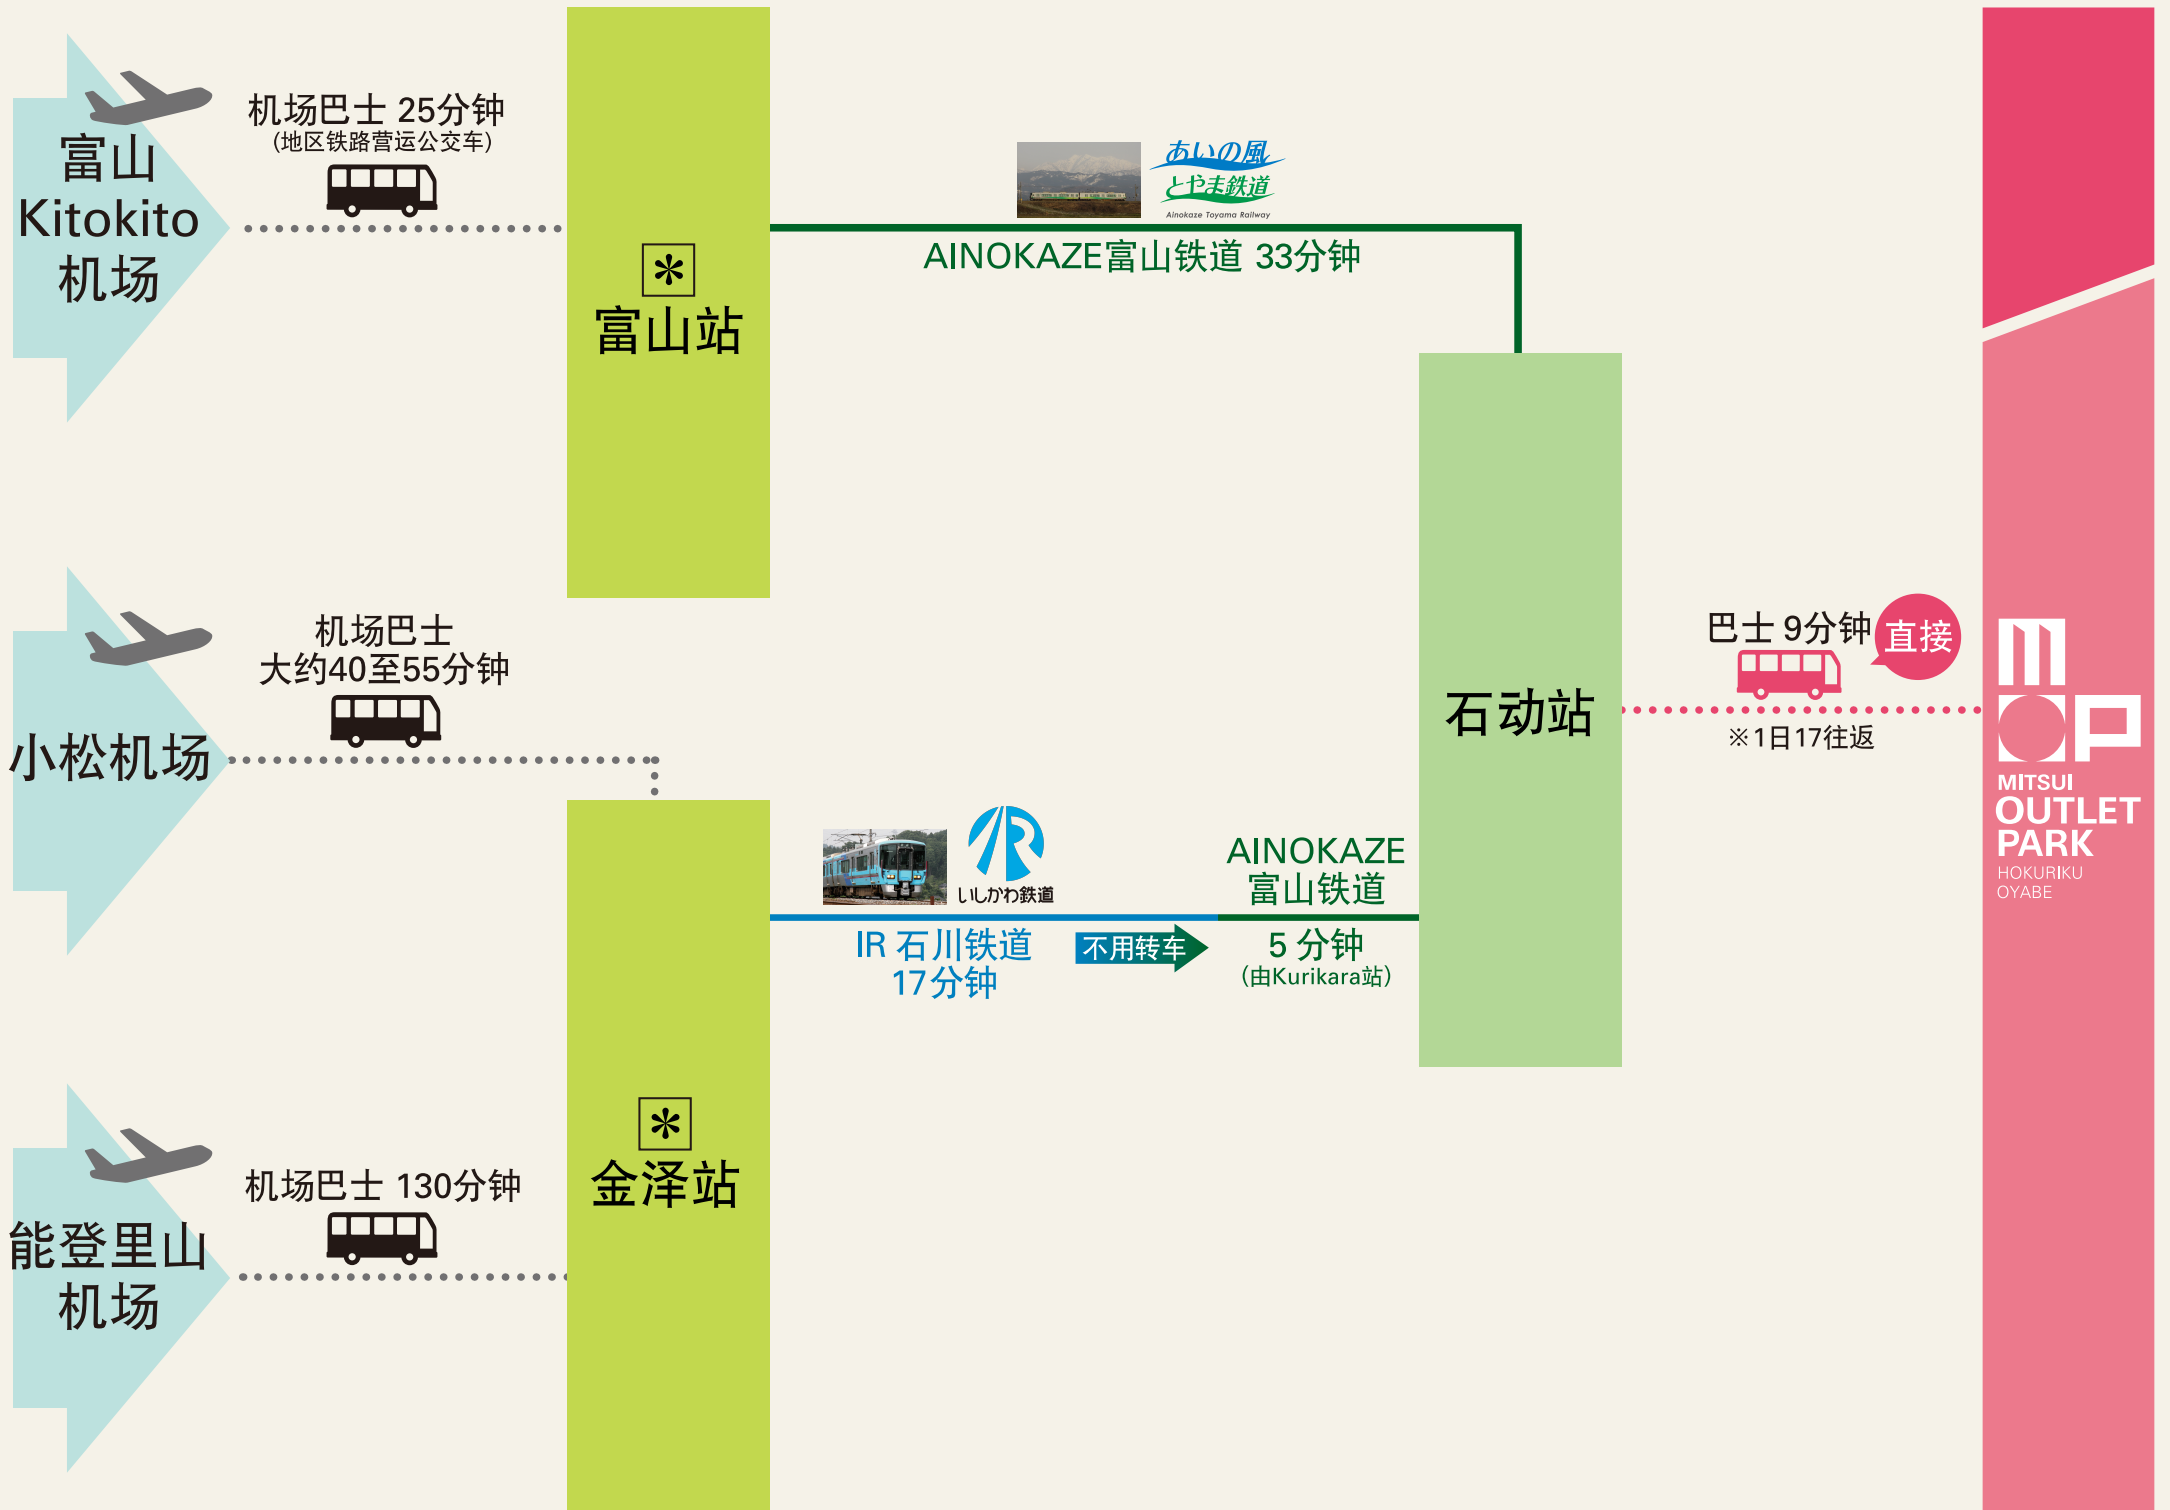 富山
Kitokito
机场
机场巴士 25分钟
(地区铁路营运公交车)
*
富山站
あいの風
とやま鉄道
Ainokaze Toyama Railway
AINOKAZE富山铁道 33分钟
小松机场
机场巴士
大约40至55分钟
石动站
巴士 9分钟
直接
※1日17往返
MOP
MITSUI
OUTLET
PARK
HOKURIKU
OYABE
IR
いしかわ鉄道
IR 石川铁道
17分钟
不用转车
AINOKAZE
富山铁道
5 分钟
(由Kurikara站)
能登里山
机场
机场巴士 130分钟
*
金泽站